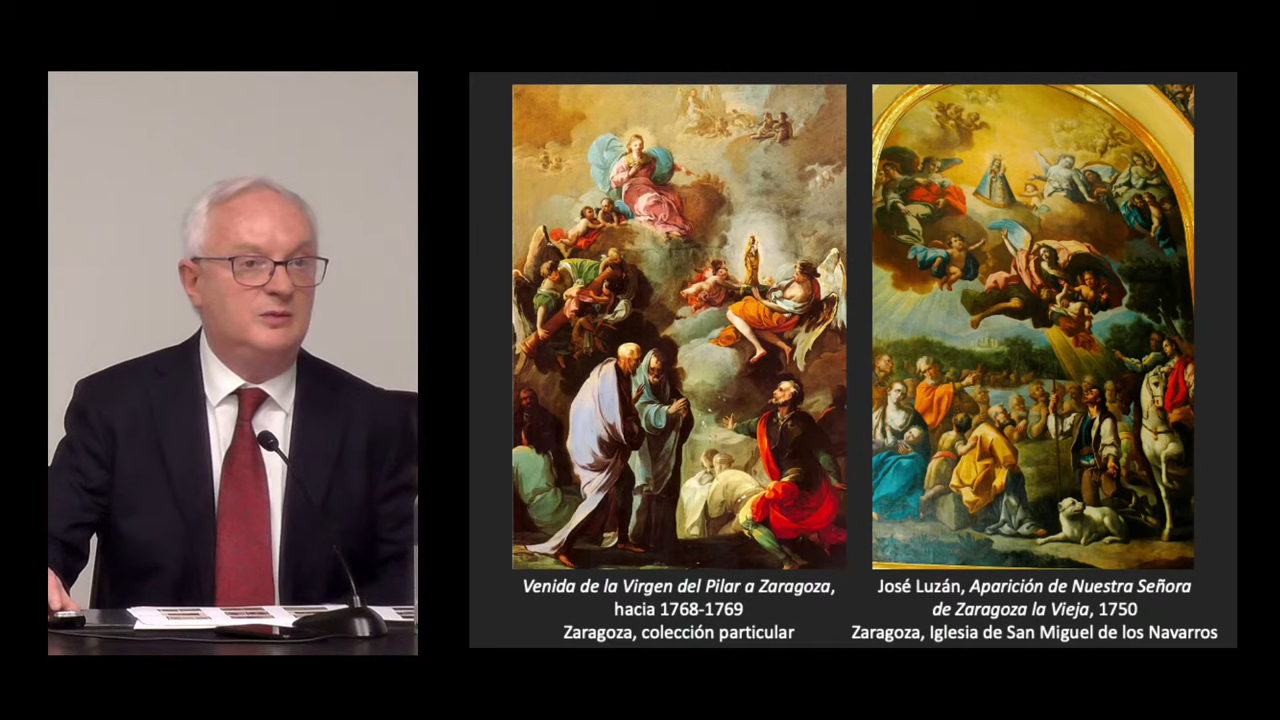 Venida de la Virgen del Pilar a Zaragoza,
hacia 1768-1769
Zaragoza, colección particular
José Luzán, Aparición de Nuestra Señora
de Zaragoza la Vieja, 1750
Zaragoza, Iglesia de San Miguel de los Navarros